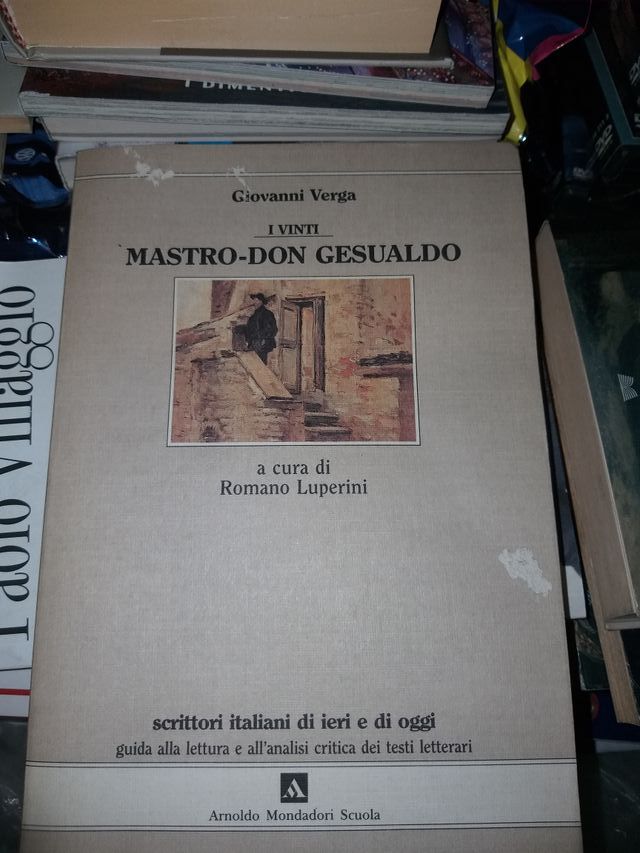 I DIMENT
Giovanni Verga
I VINTI
MASTRO-DON GESUALDO
a cura di
Romano Luperini
scrittori italiani di ieri e di oggi
guida alla lettura e all'analisi critica dei testi letterari
Arnoldo Mondadori Scuola
Paolo Villaggio